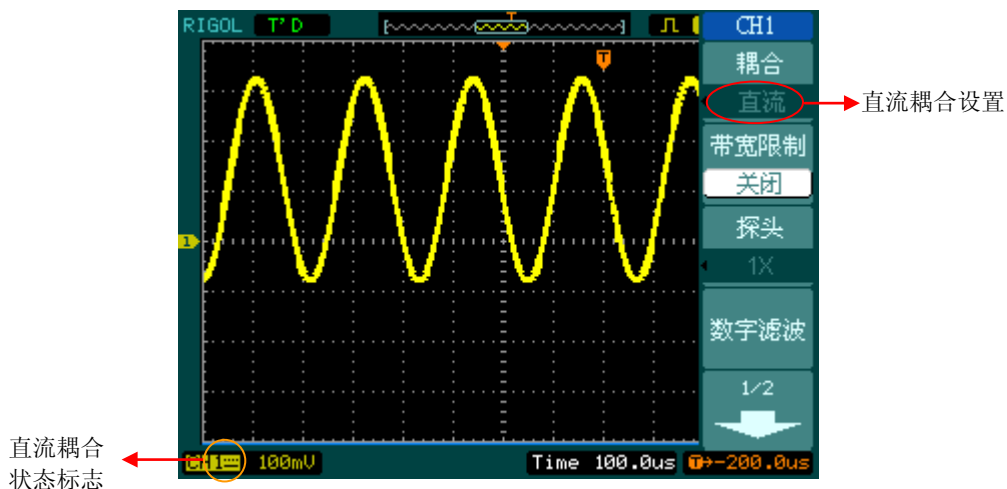 RIGOL T'D T CH1
T
耦合
直流
直流耦合设置
带宽限制
关闭
探头
1X
数字滤波
1/2
1
直流耦合
状态标志
CH1 100mV Time 100.0us T→-200.0us